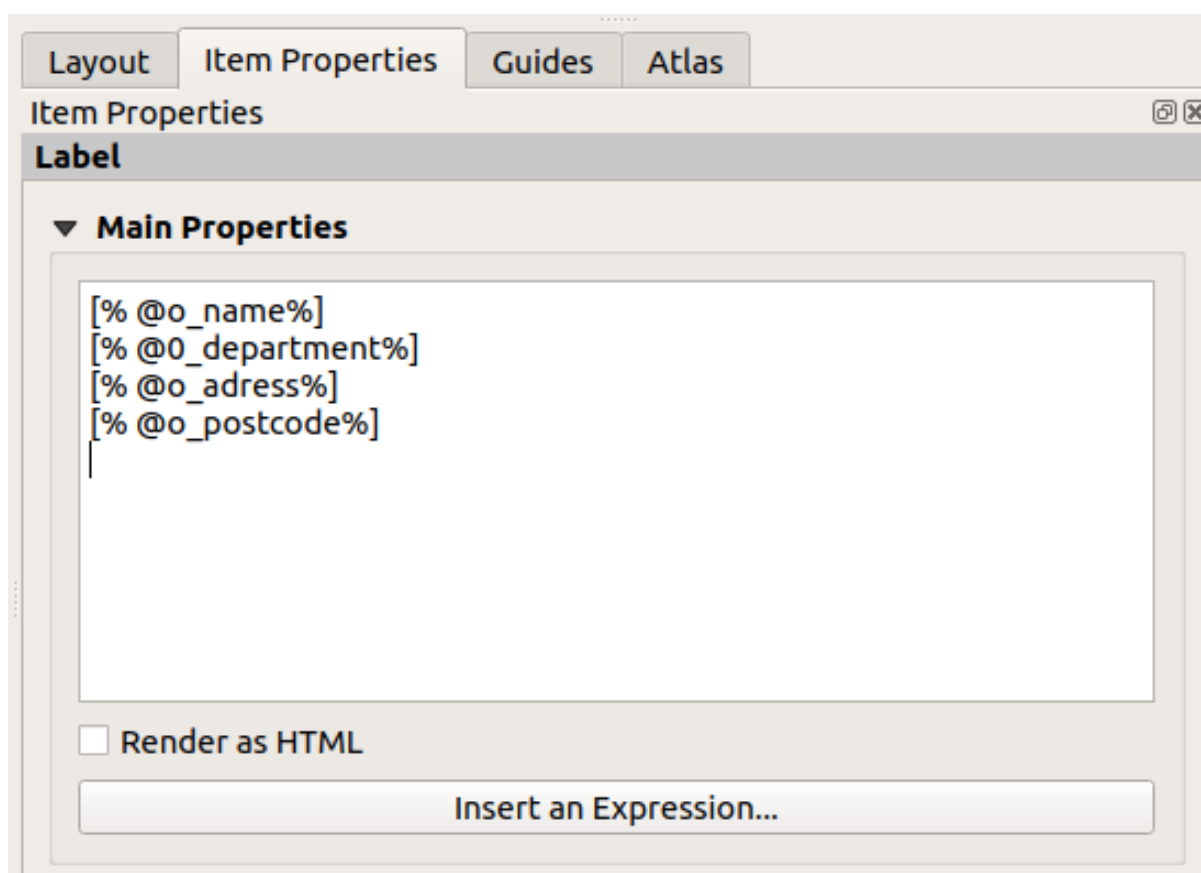 Layout Item Properties Guides Atlas
Item Properties
Label
Main Properties
[% @o_name%]
[% @0_department%]
[% @o_adress%]
[% @o_postcode%]
Render as HTML
Insert an Expression...